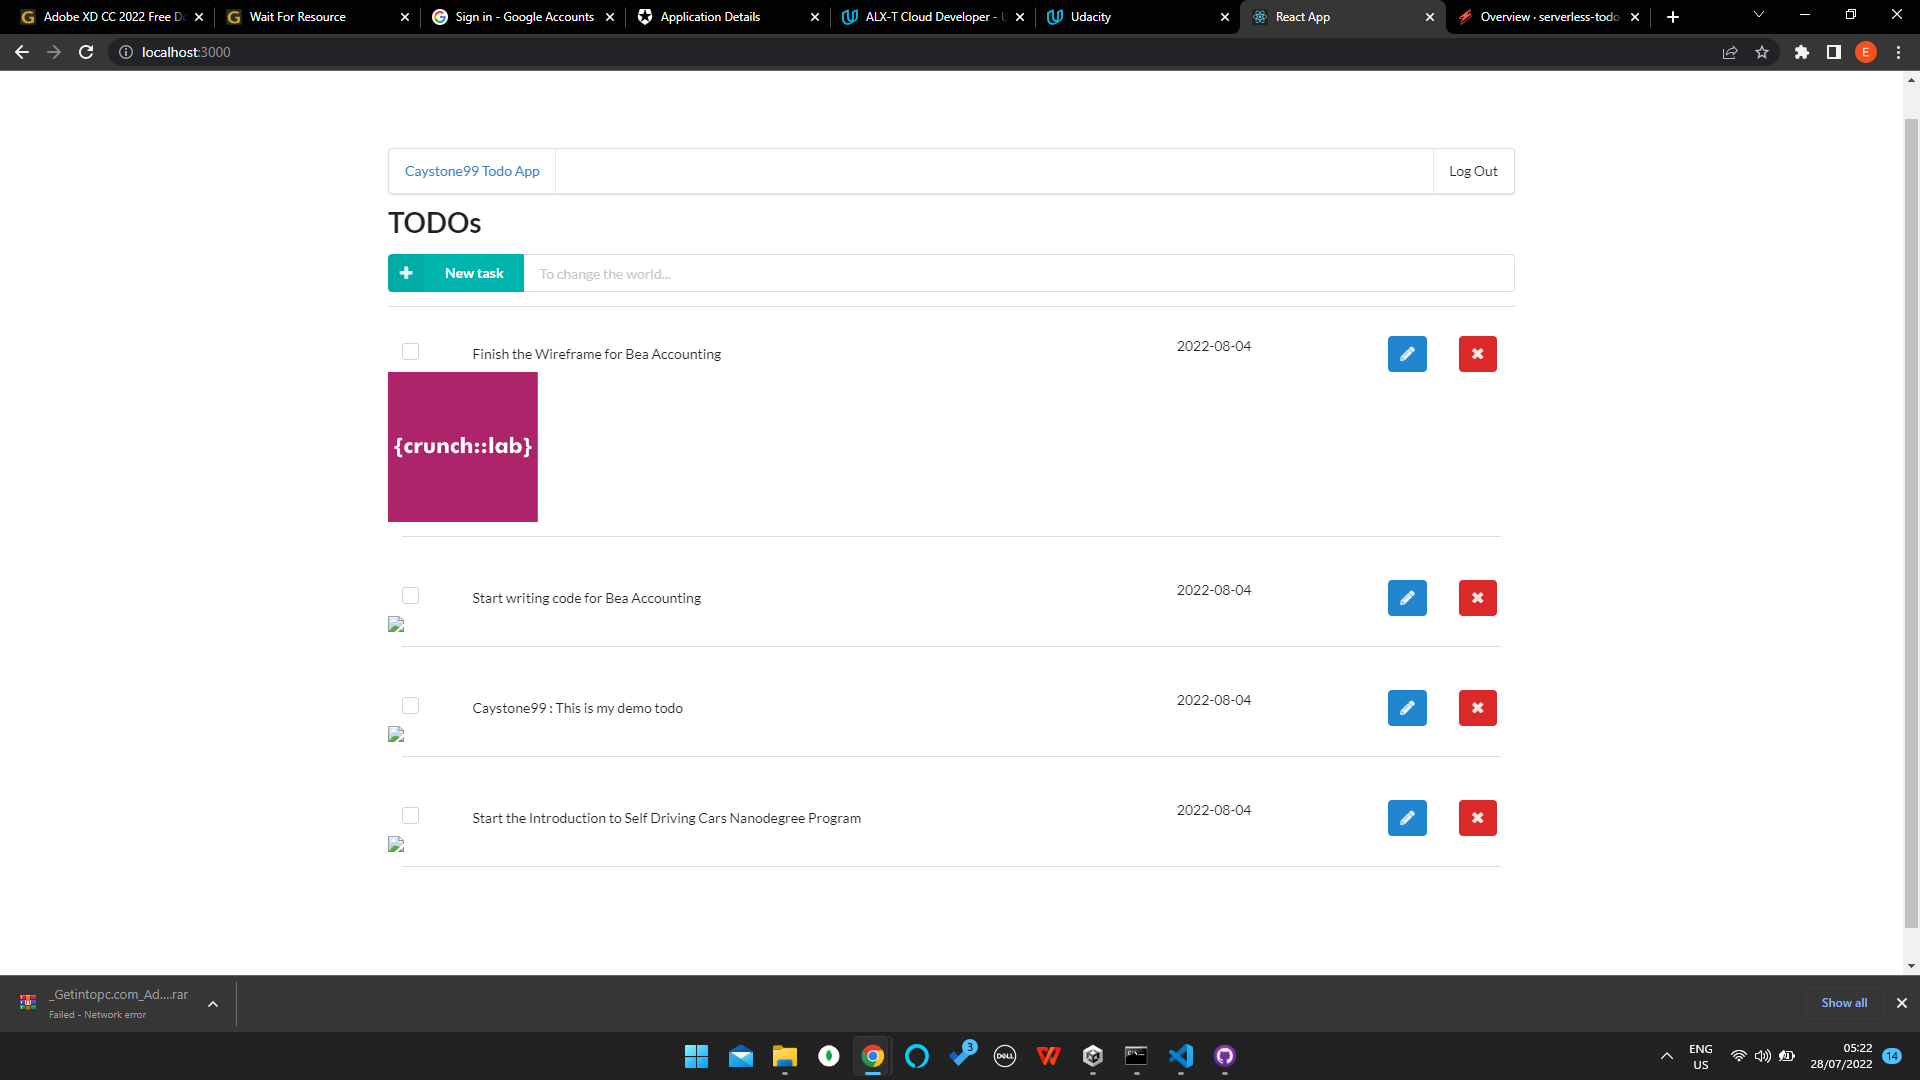 Adobe XD CC 2022 Free Do
Wait For Resource
Sign in - Google Accounts
Application Details
ALX-T Cloud Developer - U
Udacity
React App
Overview · serverless-todo
localhost:3000
E
Caystone99 Todo App
Log Out
TODOs
New task
To change the world...
Finish the Wireframe for Bea Accounting
2022-08-04
{crunch::lab}
Start writing code for Bea Accounting
2022-08-04
Caystone99 : This is my demo todo
2022-08-04
Start the Introduction to Self Driving Cars Nanodegree Program
2022-08-04
_Getintopc.com_Ad....rar
Failed - Network error
Show all
3
DELL
ENG
US
05:22
28/07/2022
14